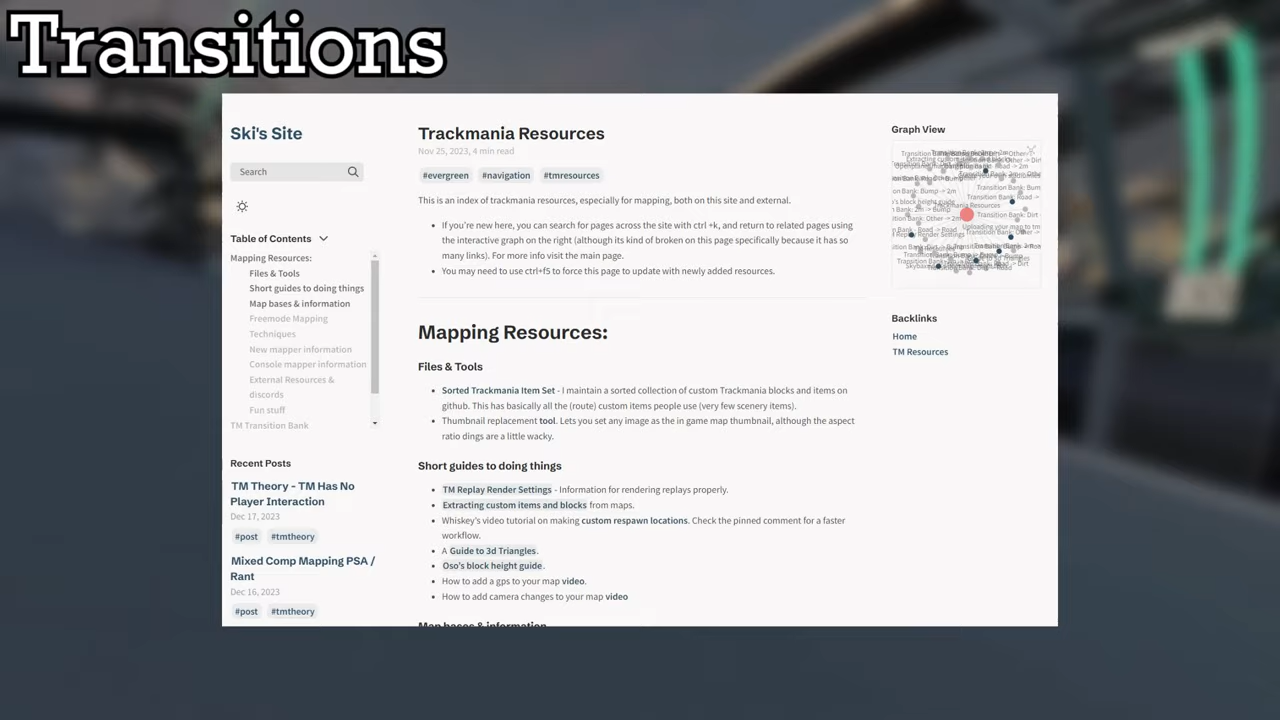 Transitions
Ski's Site
Search
Table of Contents
Mapping Resources:
Files & Tools
Short guides to doing things
Map bases & information
Freemode Mapping
Techniques
New mapper information
Console mapper information
External Resources &
discords
Fun stuff
TM Transition Bank
Recent Posts
TM Theory - TM Has No
Player Interaction
Dec 17, 2023
#post #tmtheory
Mixed Comp Mapping PSA /
Rant
Dec 16, 2023
#post #tmtheory
Trackmania Resources
Nov 25, 2023, 4 min read
#evergreen #navigation #tmresources
This is an index of trackmania resources, especially for mapping, both on this site and external.
• If you're new here, you can search for pages across the site with ctrl +k, and return to related pages using
the interactive graph on the right (although its kind of broken on this page specifically because it has so
many links). For more info visit the main page.
• You may need to use ctrl+f5 to force this page to update with newly added resources.
Mapping Resources:
Files & Tools
• Sorted Trackmania Item Set - I maintain a sorted collection of custom Trackmania blocks and items on
github. This has basically all the (route) custom items people use (very few scenery items).
• Thumbnail replacement tool. Lets you set any image as the in game map thumbnail, although the aspect
ratio dings are a little wacky.
Short guides to doing things
• TM Replay Render Settings - Information for rendering replays properly.
• Extracting custom items and blocks from maps.
• Whiskey's video tutorial on making custom respawn locations. Check the pinned comment for a faster
workflow.
• A Guide to 3d Triangles.
• Oso's block height guide.
• How to add a gps to your map video.
• How to add camera changes to your map video
Map bases & information
Graph View
Trackmania Resources
Backlinks
Home
TM Resources